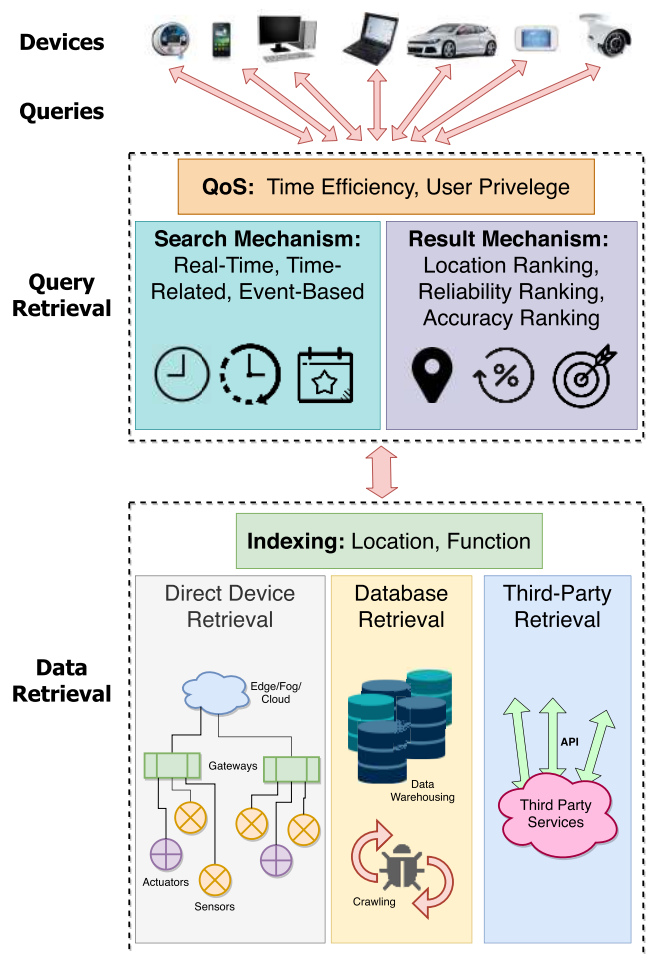 Devices
Queries
QoS: Time Efficiency, User Privelege
Query
Retrieval
Search Mechanism:
Real-Time, Time-
Related, Event-Based
Result Mechanism:
Location Ranking,
Reliability Ranking,
Accuracy Ranking
%
Indexing: Location, Function
Data
Retrieval
Direct Device
Retrieval
Edge/Fog/
Cloud
Gateways
Actuators
Sensors
Database
Retrieval
Data
Warehousing
Crawling
Third-Party
Retrieval
API
Third Party
Services